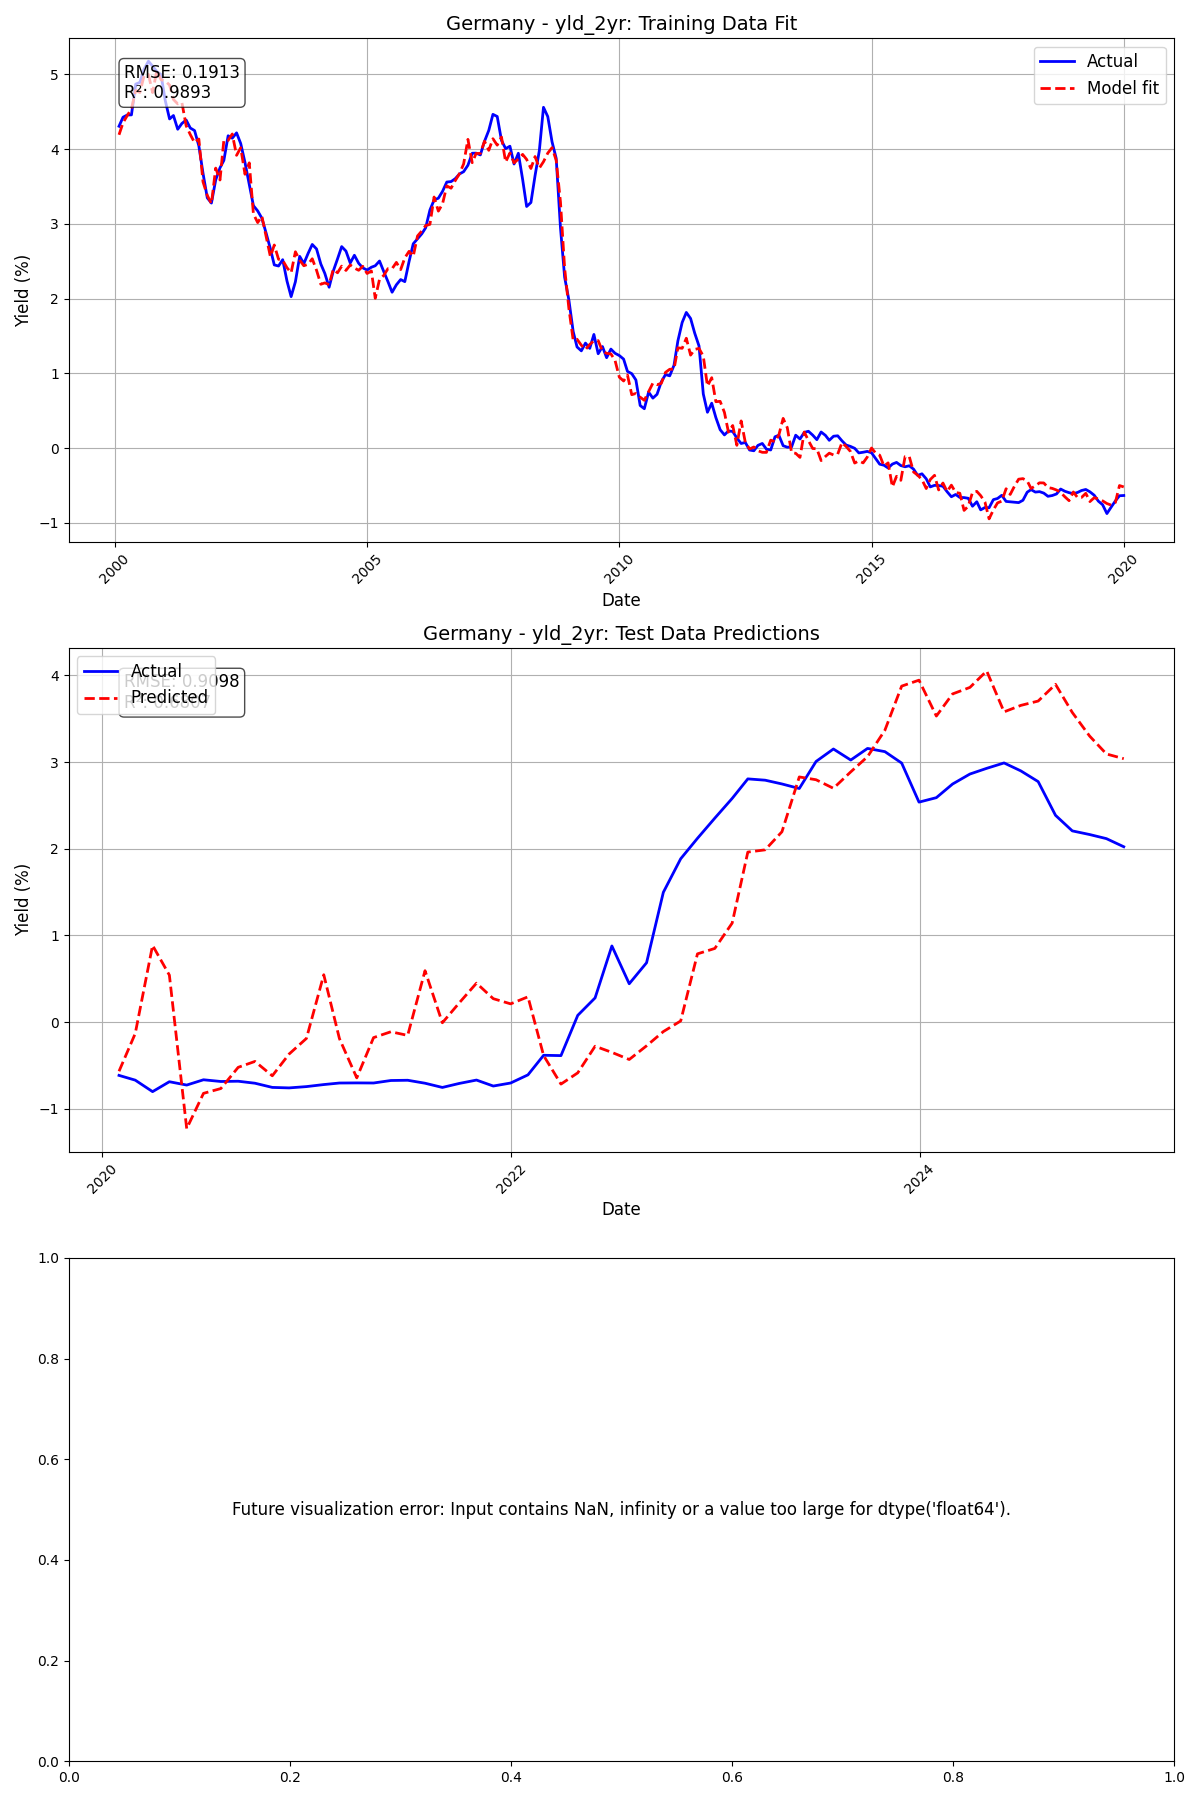 Germany - yld_2yr: Training Data Fit
RMSE: 0.1913
R²: 0.9893
Actual
Model fit
Yield (%)
5
4
3
2
1
0
−1
2000
2005
2010
2015
2020
Date
Germany - yld_2yr: Test Data Predictions
Actual
Predicted
RMSE: 0.9098
Yield (%)
4
3
2
1
0
−1
2020
2022
2024
Date
1.0
0.8
0.6
0.4
0.2
0.0
Future visualization error: Input contains NaN, infinity or a value too large for dtype('float64').
0.0
0.2
0.4
0.6
0.8
1.0